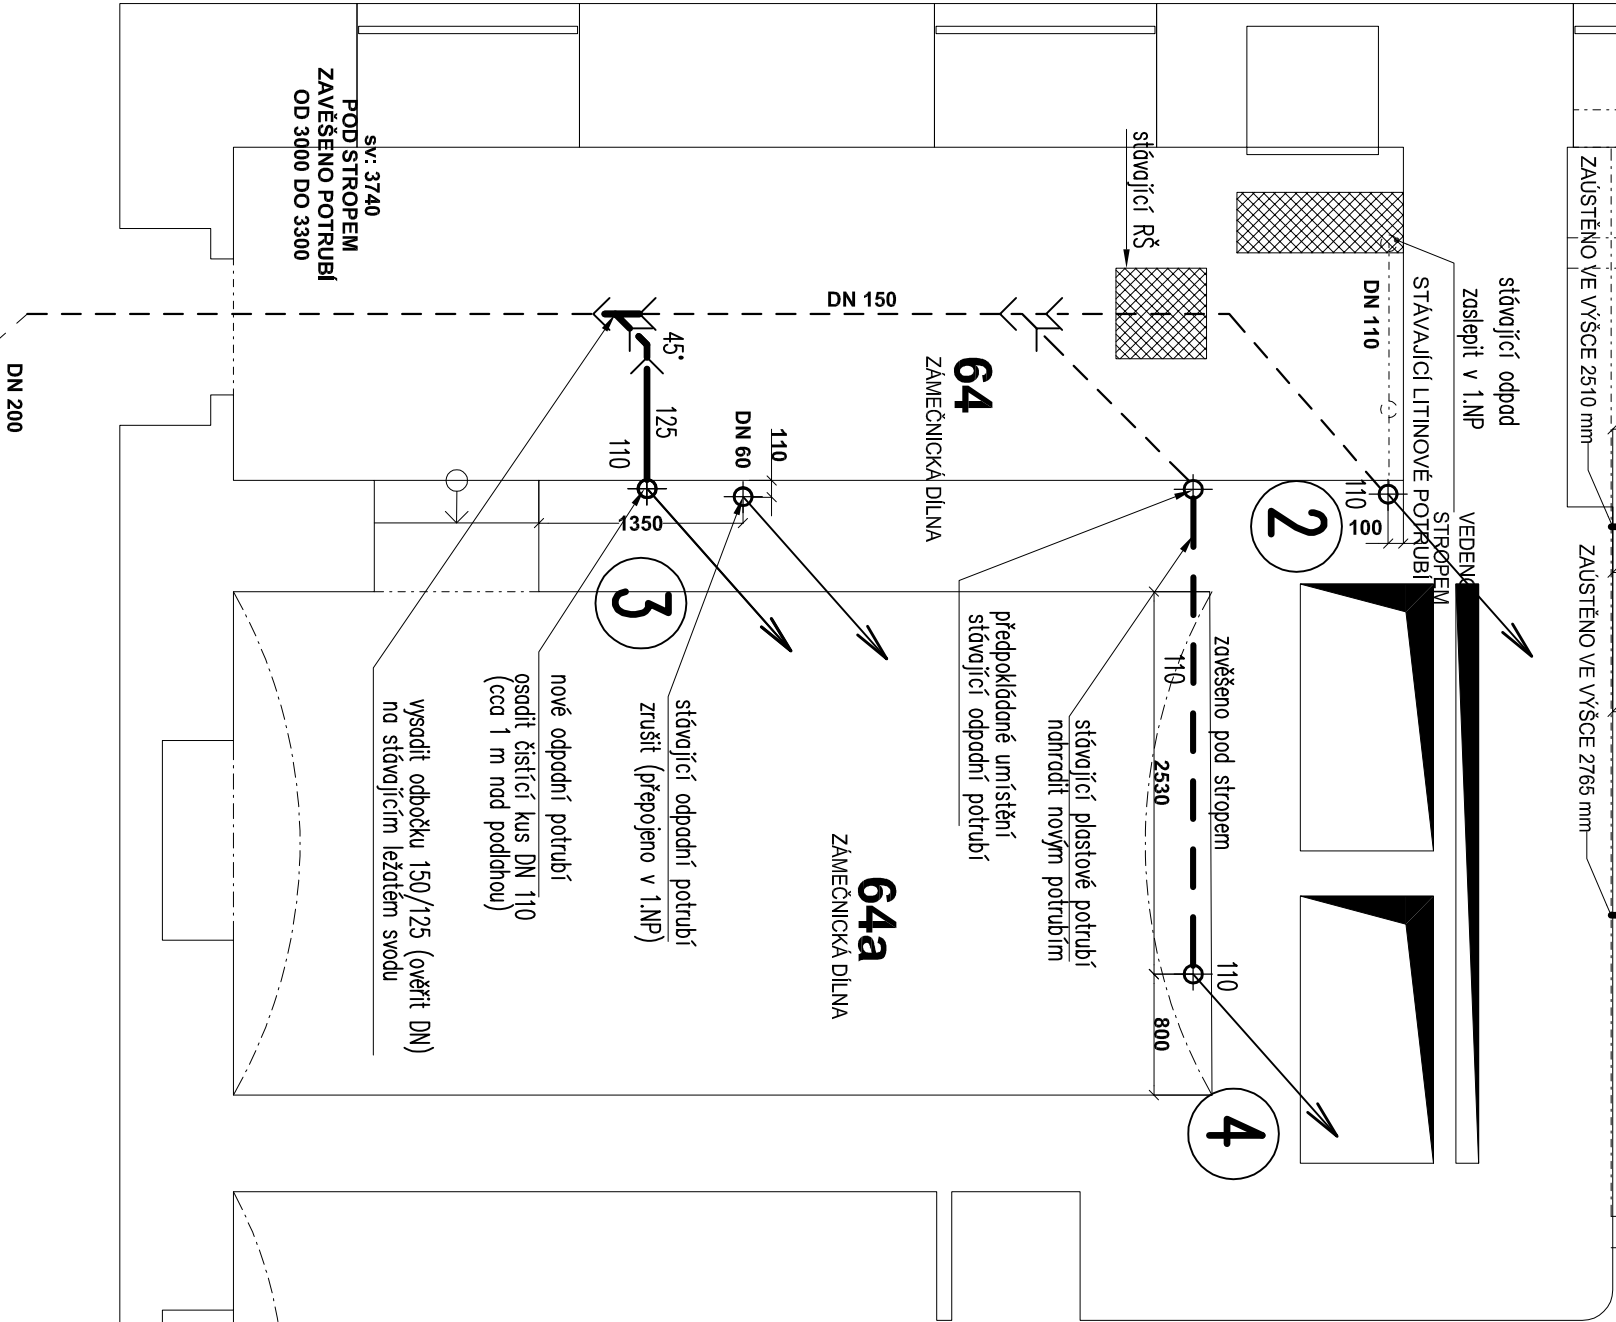 ZAÚSTĚNO VE VÝŠCE 2510 mm
ZAÚSTĚNO VE VÝŠCE 2765 mm
stávající odpad
zaslepit v 1.NP
VEDENO
STROPEM
STÁVAJÍCÍ LITINOVÉ POTRUBÍ
DN 110
110
100
2
stávající RŠ
zavěšeno pod stropem
110
2530
800
110
4
stávající plastové potrubí
nahradit novým potrubím
předpokládané umístění
stávající odpadní potrubí
64
ZÁMEČNICKÁ DÍLNA
64a
ZÁMEČNICKÁ DÍLNA
DN 150
110
DN 60
45°
125
110
1350
3
stávající odpadní potrubí
zrušit (přepojeno v 1.NP)
nové odpadní potrubí
osadit čistící kus DN 110
(cca 1 m nad podlahou)
vysadit odbočku 150/125 (ověřit DN)
na stávajícím ležatém svodu
sv.: 3740
POD STROPEM
ZAVĚŠENO POTRUBÍ
OD 3000 DO 3300
DN 200